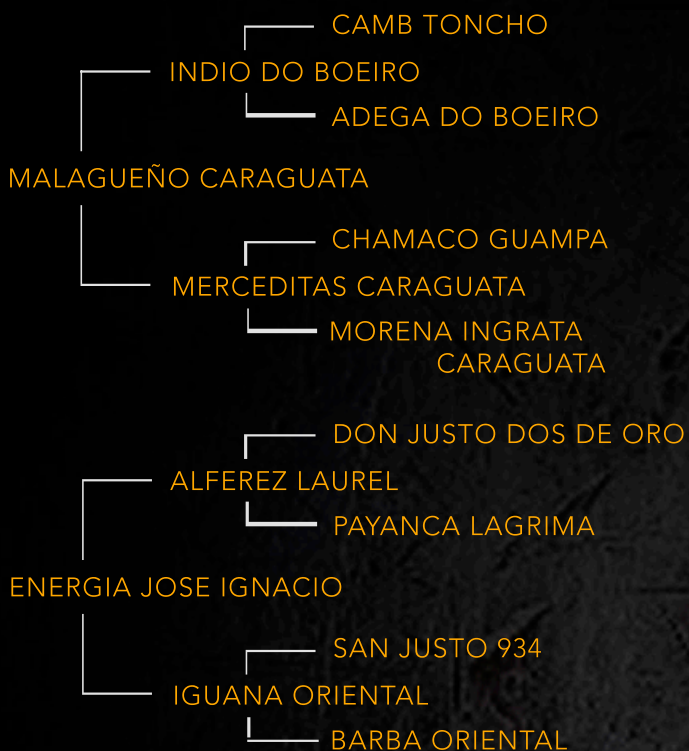 CAMB TONCHO
INDIO DO BOEIRO
ADEGA DO BOEIRO
MALAGUEÑO CARAGUATA
CHAMACO GUAMPA
MERCEDITAS CARAGUATA
MORENA INGRATA
CARAGUATA
DON JUSTO DOS DE ORO
ALFEREZ LAUREL
PAYANCA LAGRIMA
ENERGIA JOSE IGNACIO
SAN JUSTO 934
IGUANA ORIENTAL
BARBA ORIENTAL